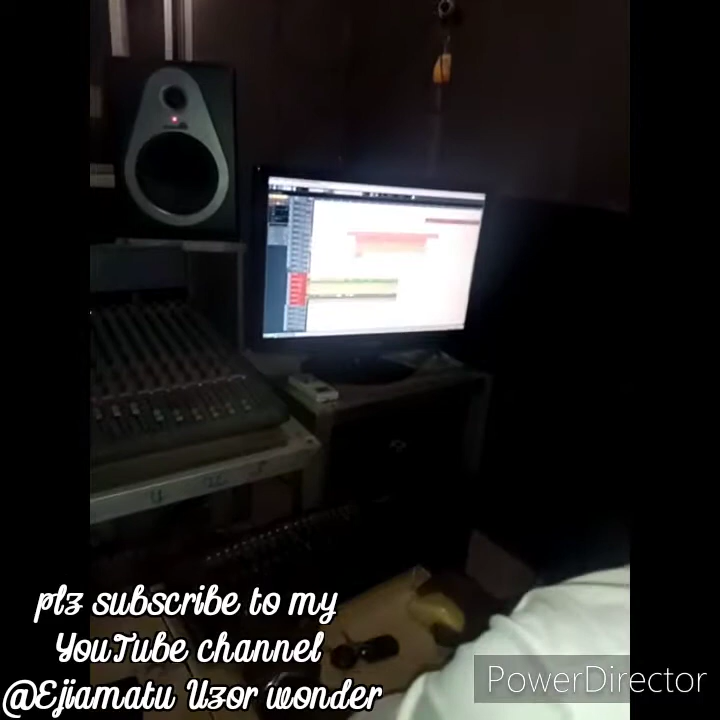 plz subscribe to my
YouTube channel
@Ejiamatu Uzor wonder
PowerDirector